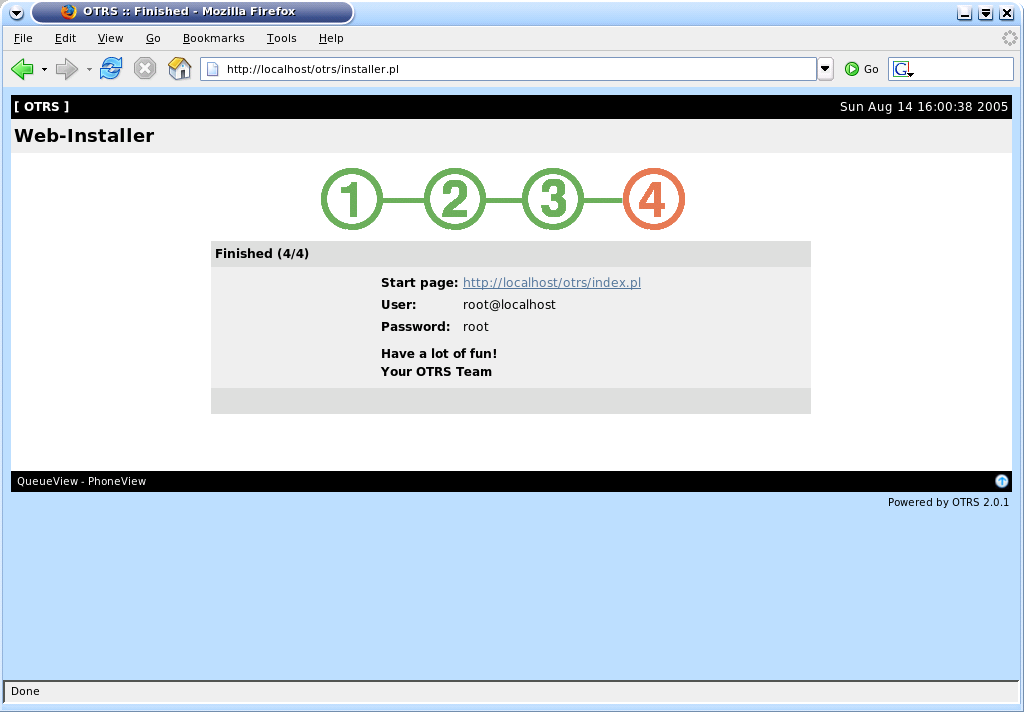 OTRS :: Finished - Mozilla Firefox
File Edit View Go Bookmarks Tools Help
http://localhost/otrs/installer.pl Go G
[ OTRS ] Sun Aug 14 16:00:38 2005
Web-Installer
1 2 3 4
Finished (4/4)
Start page: http://localhost/otrs/index.pl
User: root@localhost
Password: root
Have a lot of fun!
Your OTRS Team
QueueView - PhoneView
Powered by OTRS 2.0.1
Done